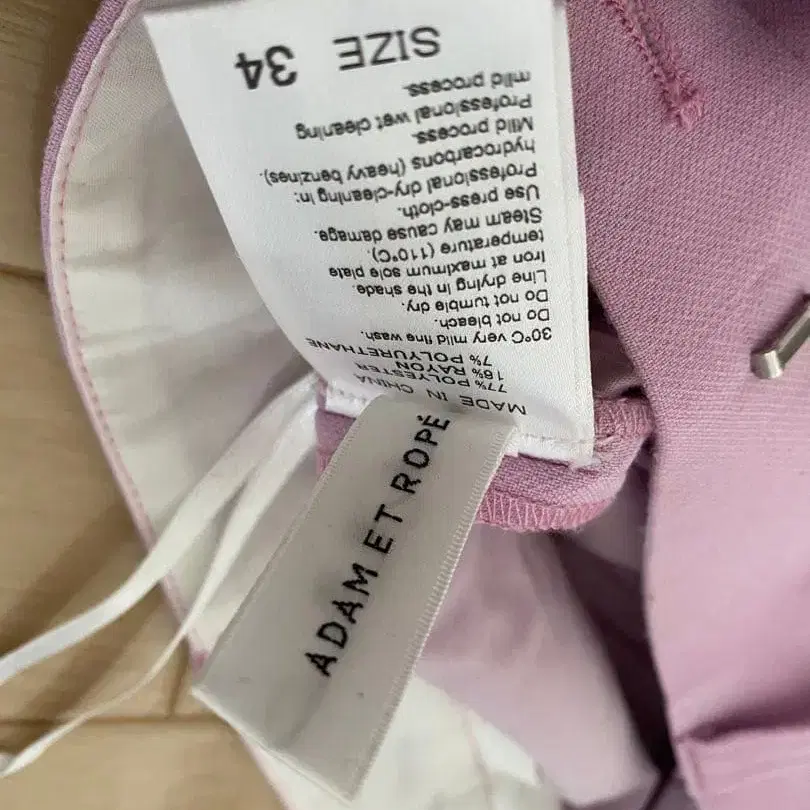 MADE IN CHINA
77% POLYESTER
16% RAYON
7% POLYURETHANE
30°C very mild fine wash.
Do not bleach.
Do not tumble dry.
Line drying in the shade.
Iron at maximum sole plate
temperature (110°C).
Steam may cause damage.
Use press-cloth.
Professional dry-cleaning in:
hydrocarbons (heavy benzines).
Mild process.
Professional wet cleaning
mild process.
SIZE 34
ADAM ET ROPÉ